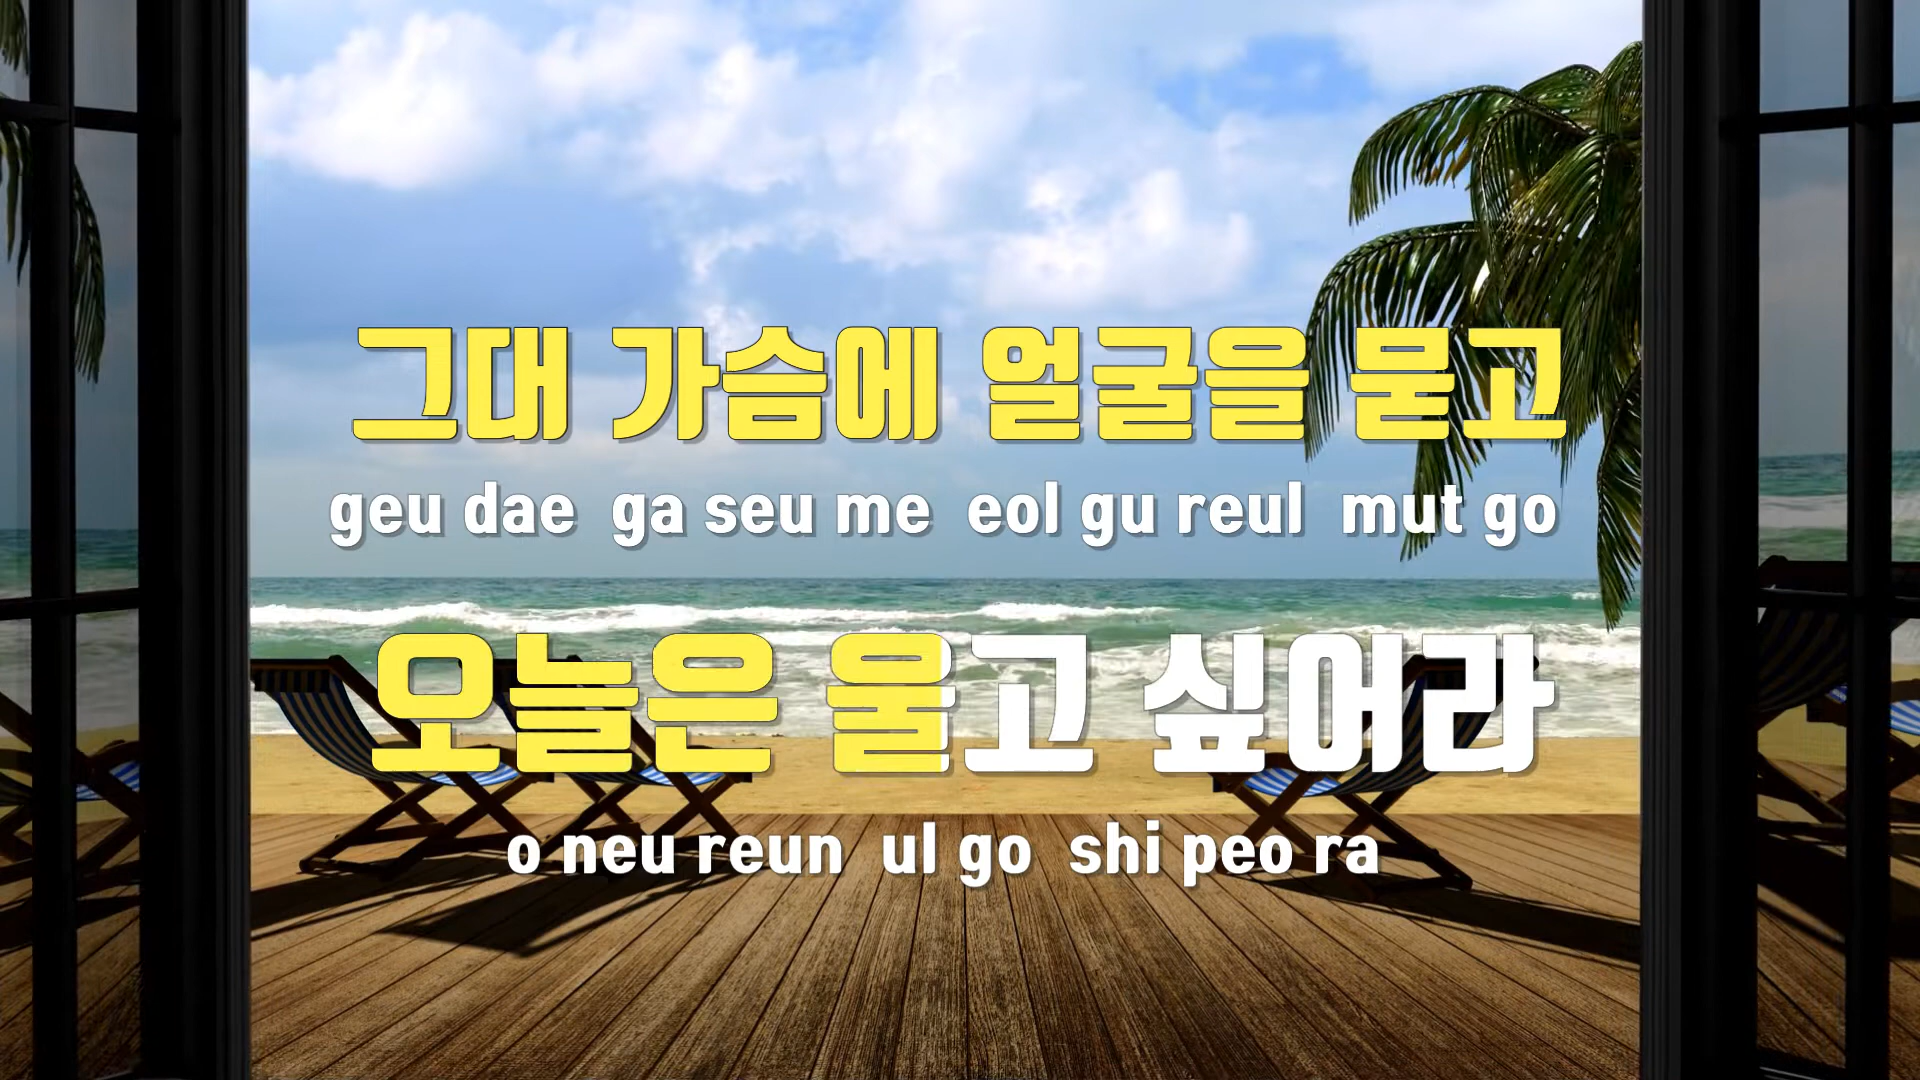 그대 가슴에 얼굴을 묻고
geu dae ga seu me eol gu reul mut go
오늘은 울고 싶어라
o neu reun ul go shi peo ra